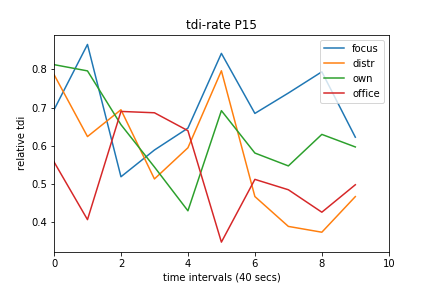 tdi-rate P15
focus
distr
own
office
relative tdi
0.8
0.7
0.6
0.5
0.4
0 2 4 6 8 10
time intervals (40 secs)